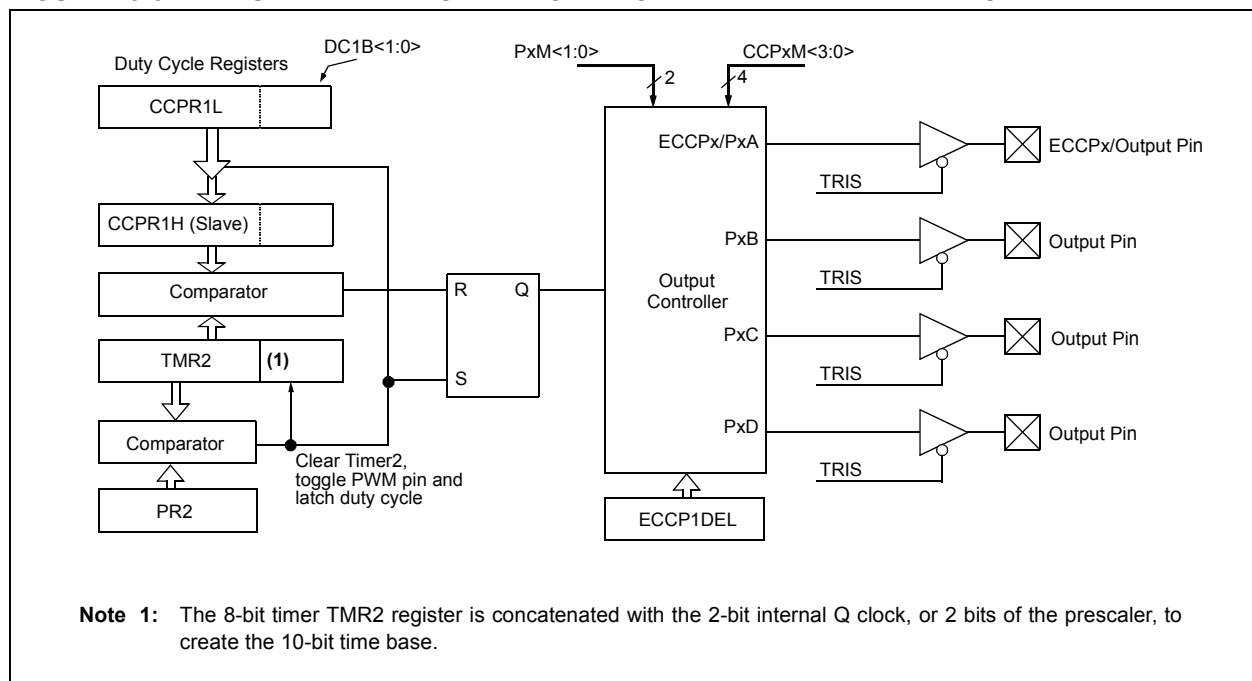 DC1B<1:0>
Duty Cycle Registers
CCPR1L
CCPR1H (Slave)
Comparator
TMR2
(1)
Comparator
PR2
Clear Timer2,
toggle PWM pin and
latch duty cycle
R
Q
S
PxM<1:0>
2
CCPxM<3:0>
4
ECCPx/PxA
PxB
Output
Controller
PxC
PxD
ECCP1DEL
TRIS
ECCPx/Output Pin
TRIS
Output Pin
TRIS
Output Pin
TRIS
Output Pin
Note 1: The 8-bit timer TMR2 register is concatenated with the 2-bit internal Q clock, or 2 bits of the prescaler, to
create the 10-bit time base.